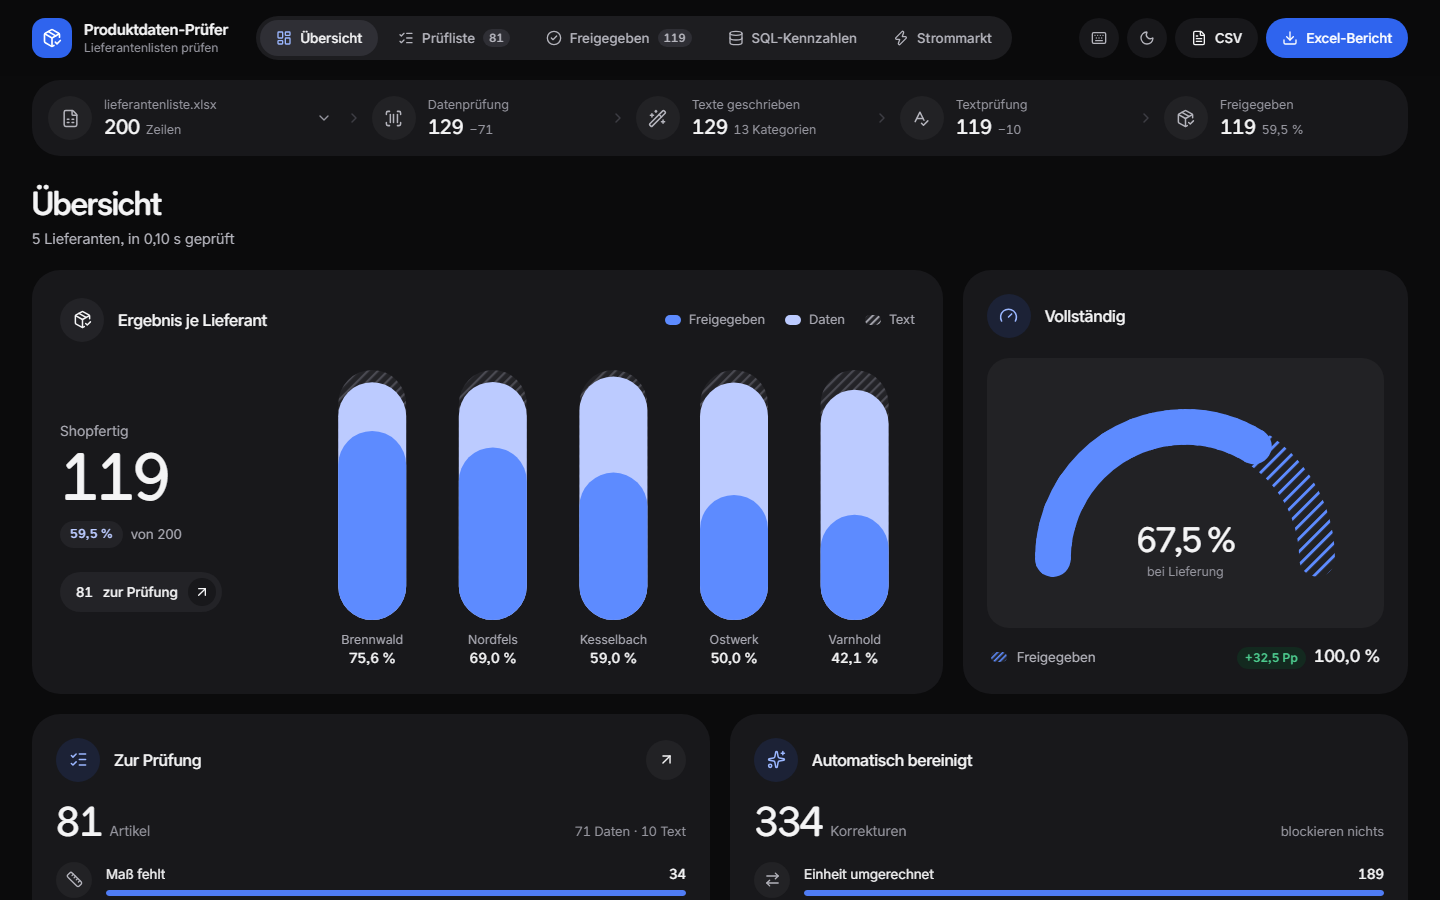 Produktdaten-Prüfer
Lieferantenlisten prüfen
Übersicht
Prüfliste 81
Freigegeben 119
SQL-Kennzahlen
Strommarkt
CSV
Excel-Bericht
lieferantenliste.xlsx
200 Zeilen
Datenprüfung
129 −71
Texte geschrieben
129 13 Kategorien
Textprüfung
119 −10
Freigegeben
119 59,5 %
Übersicht
5 Lieferanten, in 0,10 s geprüft
Ergebnis je Lieferant
Freigegeben
Daten
Text
Shopfertig
119
59,5 % von 200
81 zur Prüfung
Brennwald
75,6 %
Nordfels
69,0 %
Kesselbach
59,0 %
Ostwerk
50,0 %
Varnhold
42,1 %
Vollständig
67,5 %
bei Lieferung
Freigegeben
+32,5 Pp 100,0 %
Zur Prüfung
81 Artikel
71 Daten · 10 Text
Maß fehlt 34
Automatisch bereinigt
334 Korrekturen
blockieren nichts
Einheit umgerechnet 189